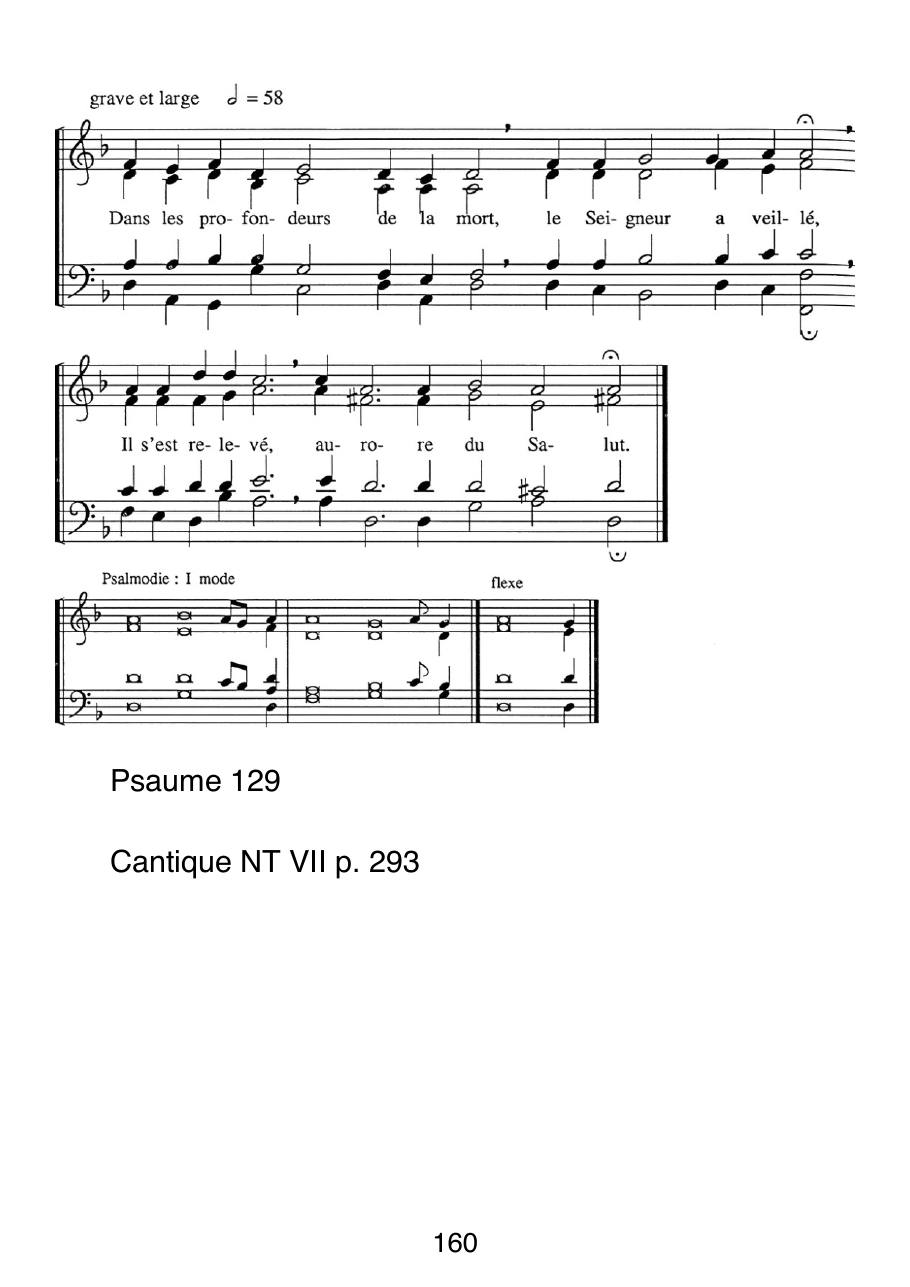 grave et large 𝅗𝅥 = 58
Dans les pro- fon- deurs de la mort, le Sei- gneur a veil- lé,
Il s'est re- le- vé, au- ro- re du Sa- lut.
Psalmodie : I mode flexe
Psaume 129
Cantique NT VII p. 293
160